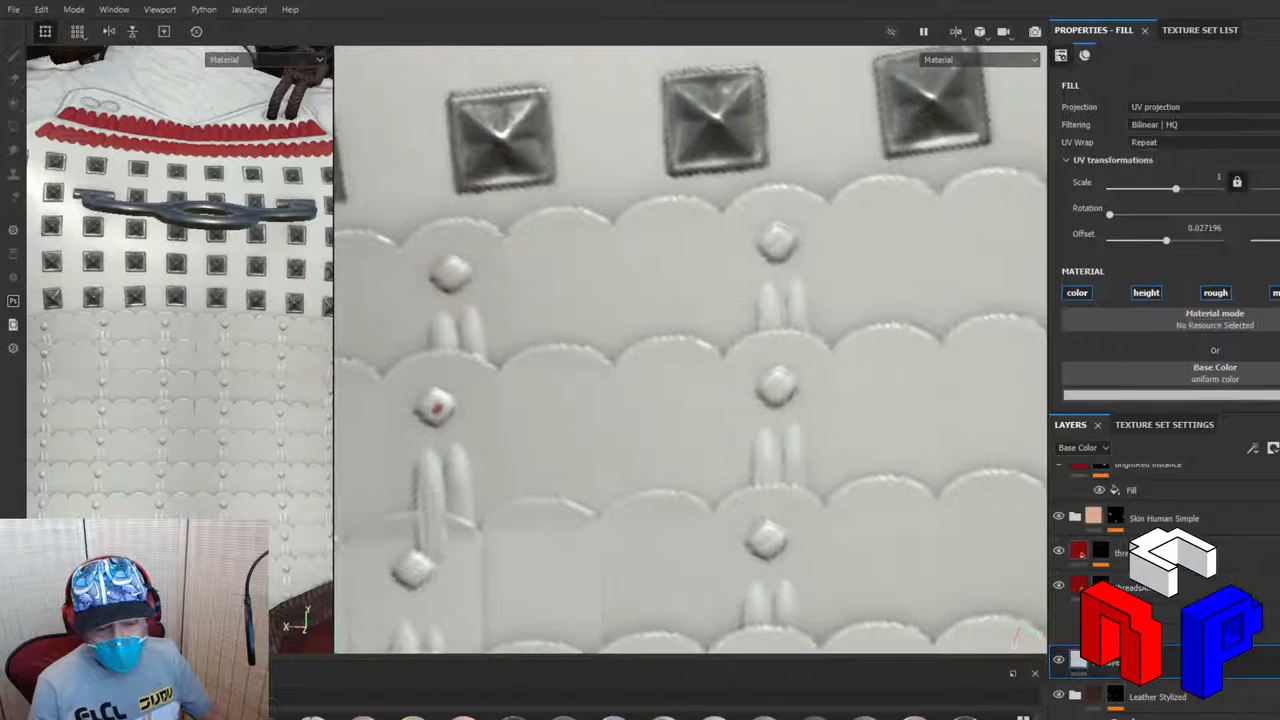 File Edit Mode Window Viewport Python JavaScript Help
Material
Material
PROPERTIES - FILL
TEXTURE SET LIST
FILL
Projection UV projection
Filtering Bilinear | HQ
UV Wrap Repeat
UV transformations
Scale 1
Rotation
Offset 0.027196
MATERIAL
color height rough
Material mode
No Resource Selected
Or
Base Color
uniform color
LAYERS
TEXTURE SET SETTINGS
Base Color
Fill
Skin Human Simple
Leather Stylized
Ps
X Y Z